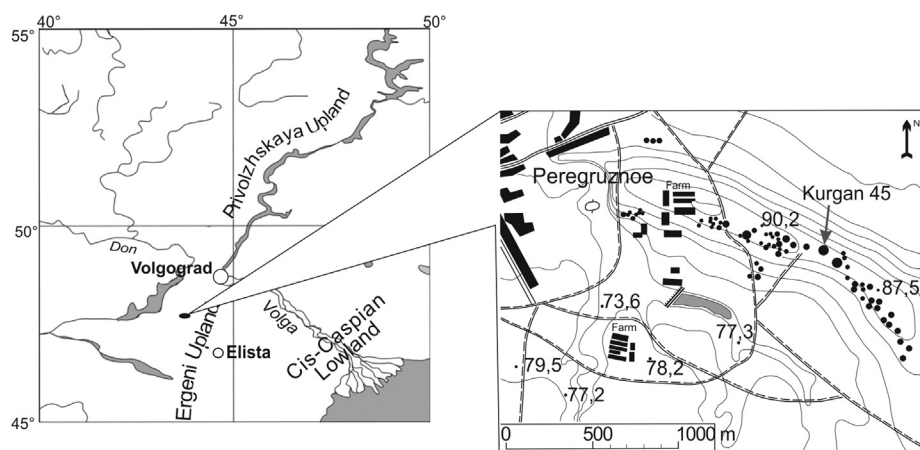 40°
45°
50°
55°
Privolzhskaya Upland
50°
Don
Volgograd
Volga
Cis-Caspian
Lowland
Ergeni Upland
Elista
45°
N
Peregruznoe
Farm
Kurgan 45
90,2
87,5
73,6
77,3
Farm
79,5
78,2
77,2
0 500 1000 m